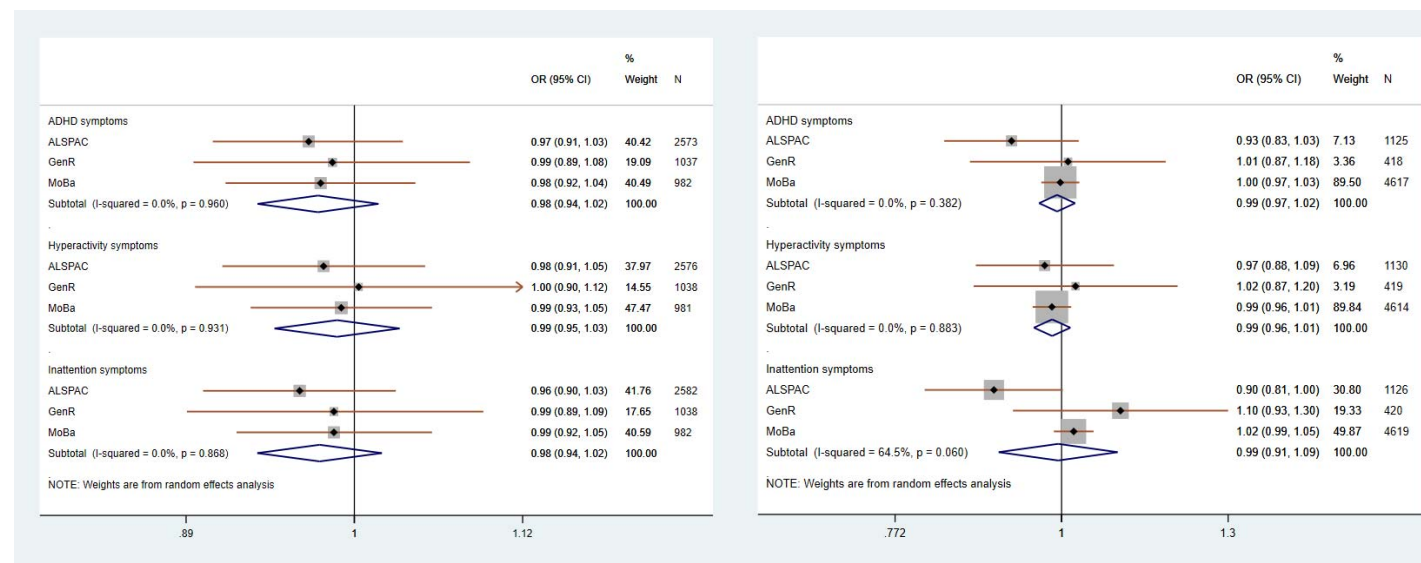 %
OR (95% CI) Weight N
ADHD symptoms
ALSPAC 0.97 (0.91, 1.03) 40.42 2573
GenR 0.99 (0.89, 1.08) 19.09 1037
MoBa 0.98 (0.92, 1.04) 40.49 982
Subtotal (I-squared = 0.0%, p = 0.960) 0.98 (0.94, 1.02) 100.00
.
Hyperactivity symptoms
ALSPAC 0.98 (0.91, 1.05) 37.97 2576
GenR 1.00 (0.90, 1.12) 14.55 1038
MoBa 0.99 (0.93, 1.05) 47.47 981
Subtotal (I-squared = 0.0%, p = 0.931) 0.99 (0.95, 1.03) 100.00
.
Inattention symptoms
ALSPAC 0.96 (0.90, 1.03) 41.76 2582
GenR 0.99 (0.89, 1.09) 17.65 1038
MoBa 0.99 (0.92, 1.05) 40.59 982
Subtotal (I-squared = 0.0%, p = 0.868) 0.98 (0.94, 1.02) 100.00
.
NOTE: Weights are from random effects analysis
.89 1 1.12
%
OR (95% CI) Weight N
ADHD symptoms
ALSPAC 0.93 (0.83, 1.03) 7.13 1125
GenR 1.01 (0.87, 1.18) 3.36 418
MoBa 1.00 (0.97, 1.03) 89.50 4617
Subtotal (I-squared = 0.0%, p = 0.382) 0.99 (0.97, 1.02) 100.00
.
Hyperactivity symptoms
ALSPAC 0.97 (0.88, 1.09) 6.96 1130
GenR 1.02 (0.87, 1.20) 3.19 419
MoBa 0.99 (0.96, 1.01) 89.84 4614
Subtotal (I-squared = 0.0%, p = 0.883) 0.99 (0.96, 1.01) 100.00
.
Inattention symptoms
ALSPAC 0.90 (0.81, 1.00) 30.80 1126
GenR 1.10 (0.93, 1.30) 19.33 420
MoBa 1.02 (0.99, 1.05) 49.87 4619
Subtotal (I-squared = 64.5%, p = 0.060) 0.99 (0.91, 1.09) 100.00
.
NOTE: Weights are from random effects analysis
.772 1 1.3